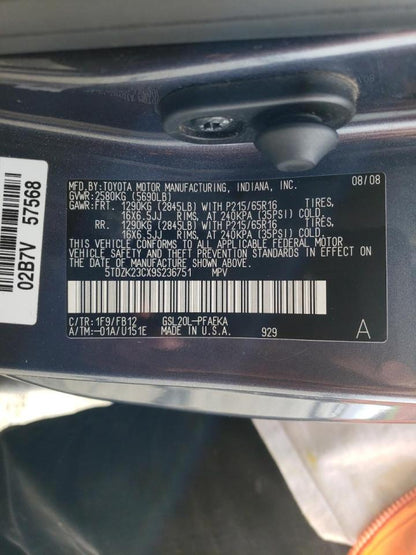 MFD.BY:TOYOTA MOTOR MANUFACTURING, INDIANA, INC. 08/08
GVWR:2580KG (5690LB)
GAWR:FRT. 1290KG (2845LB) WITH P215/65R16 TIRES,
16X6.5JJ RIMS, AT 240KPA (35PSI) COLD
RR. 1290KG (2845LB) WITH P215/65R16 TIRES,
16X6.5JJ RIMS, AT 240KPA (35PSI) COLD
THIS VEHICLE CONFORMS TO ALL APPLICABLE FEDERAL MOTOR
VEHICLE SAFETY, BUMPER, AND THEFT PREVENTION STANDARDS IN
EFFECT ON THE DATE OF MANUFACTURE SHOWN ABOVE.
5TDZK23CX9S236751 MPV
C/TR:1F9/FB12 GSL20L-PFAEKA
A/TM:-01A/U151E MADE IN U.S.A. 929 A
02B7V 57568